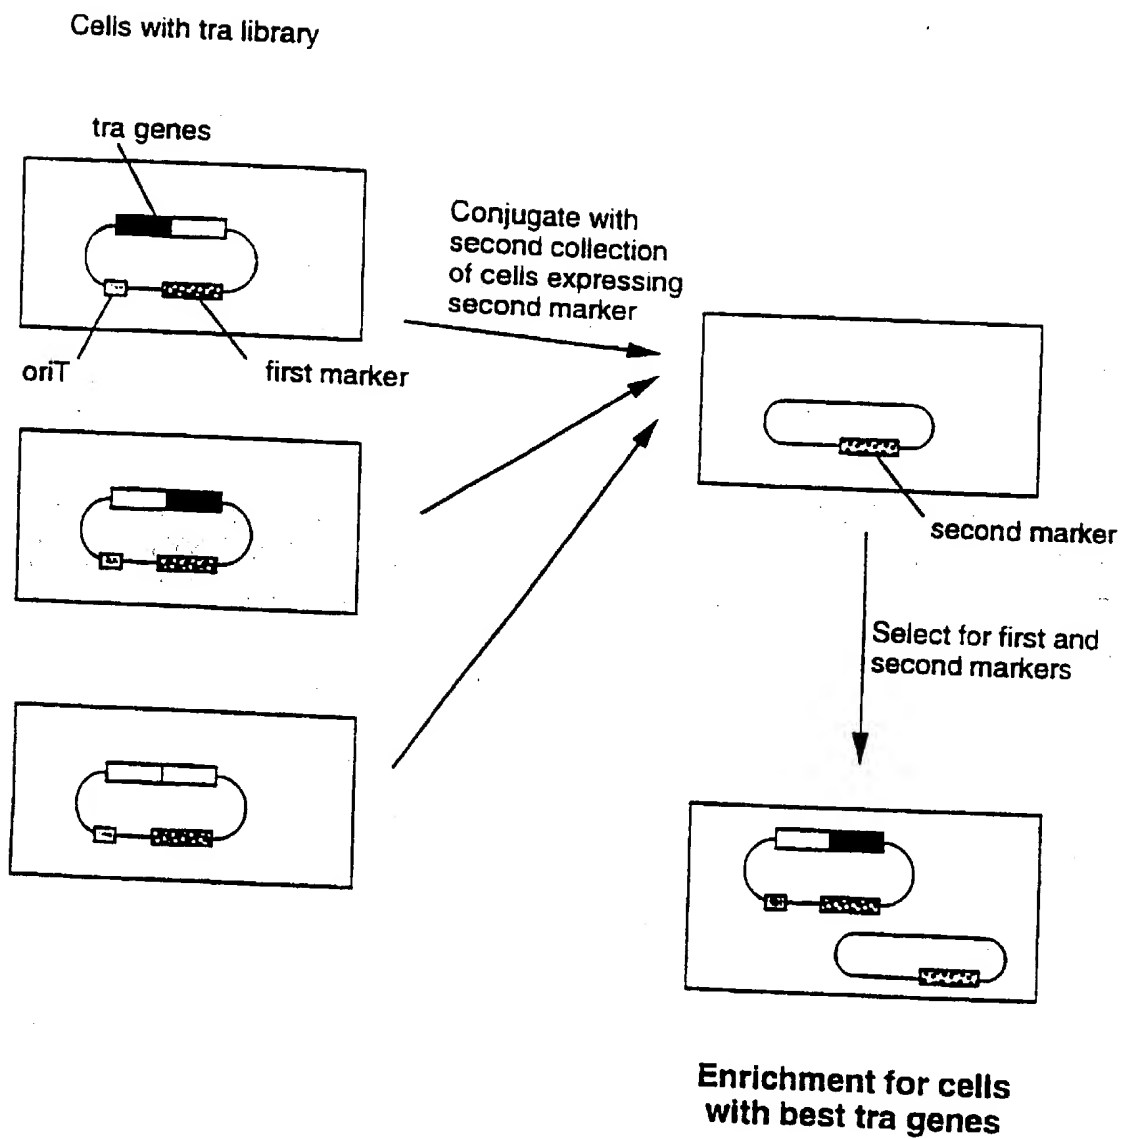 Cells with tra library
tra genes
Conjugate with
second collection
of cells expressing
second marker
oriT
first marker
second marker
Select for first and
second markers
Enrichment for cells
with best tra genes